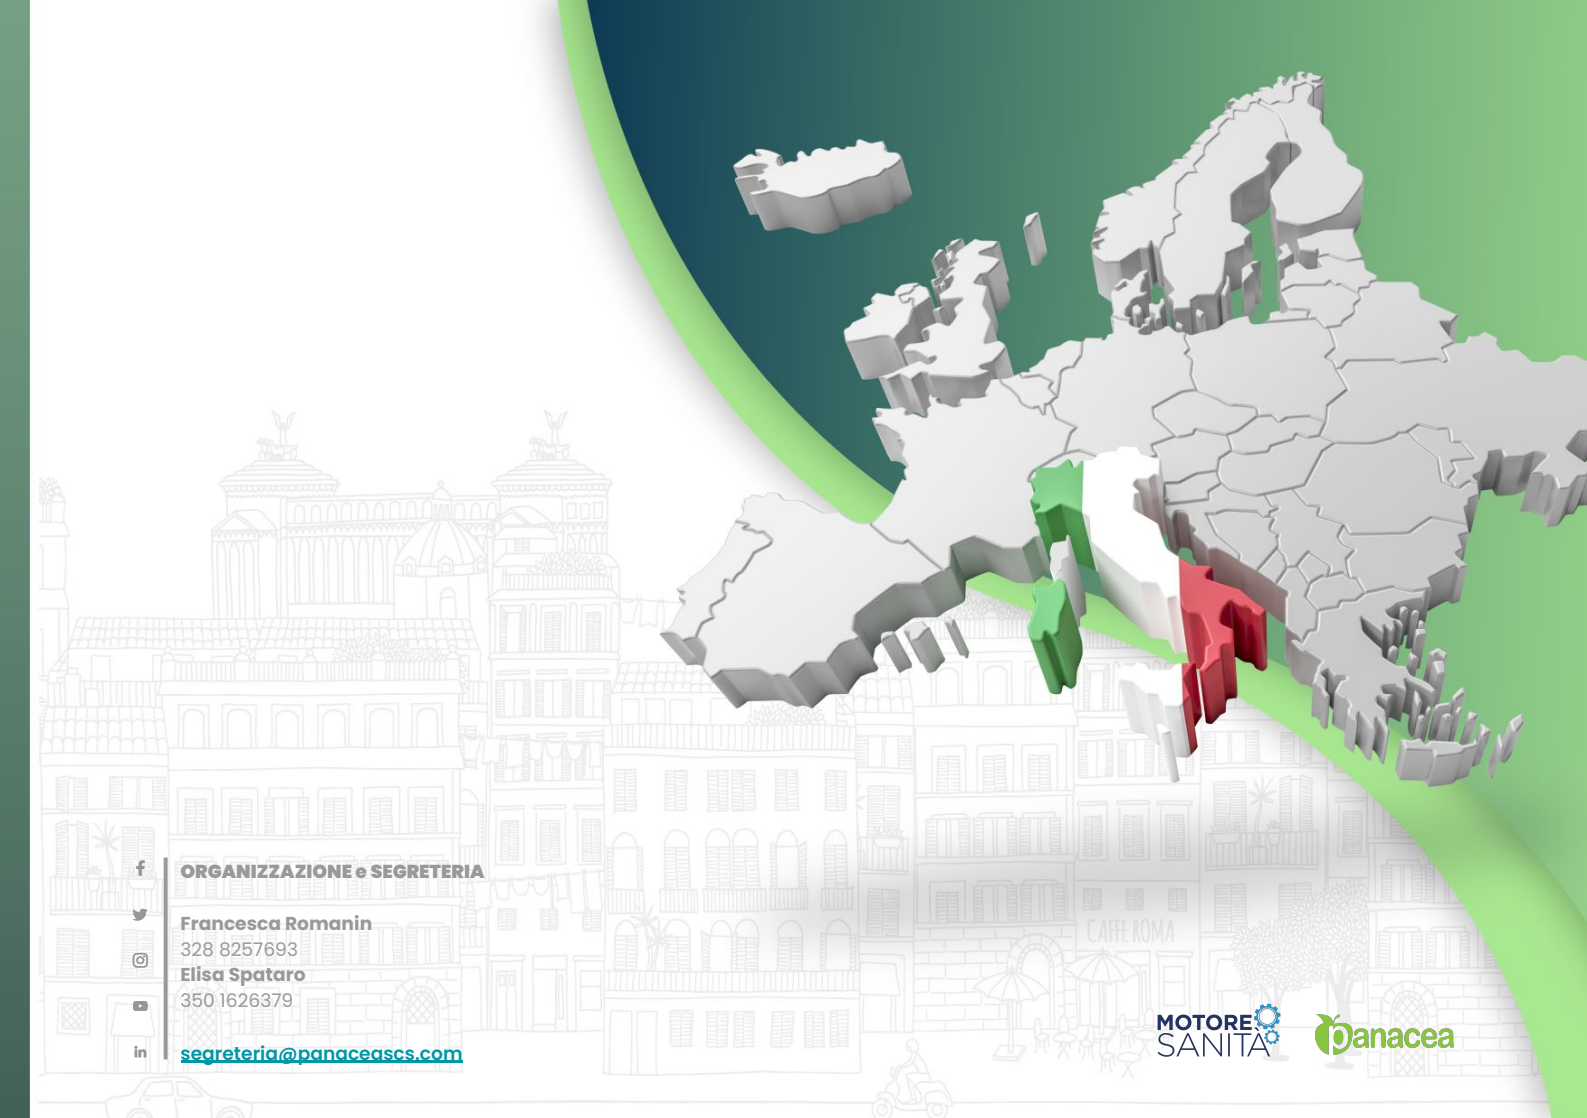 ORGANIZZAZIONE e SEGRETERIA
Francesca Romanin
328 8257693
Elisa Spataro
350 1626379
segreteria@panaceascs.com
CAFFE ROMA
MOTORE
SANITÀ
panacea